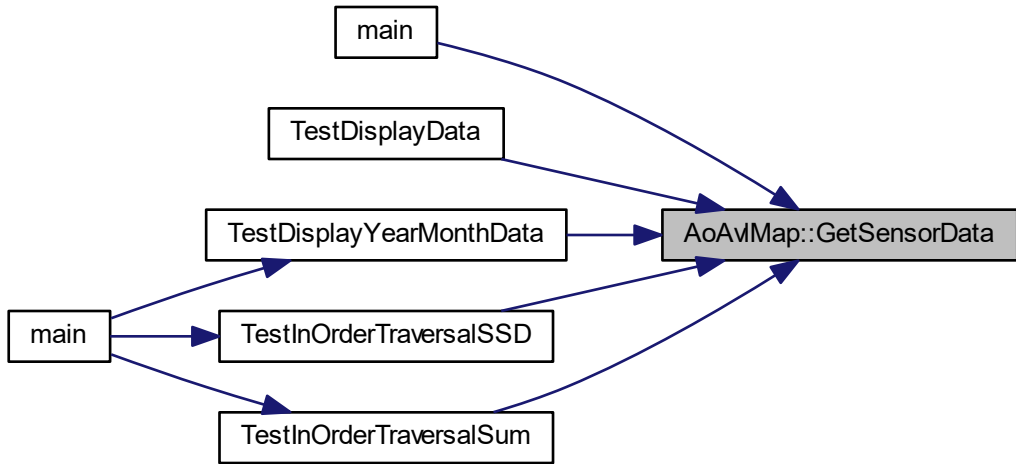 main
TestDisplayData
TestDisplayYearMonthData
AoAvlMap::GetSensorData
main
TestInOrderTraversalSSD
TestInOrderTraversalSum